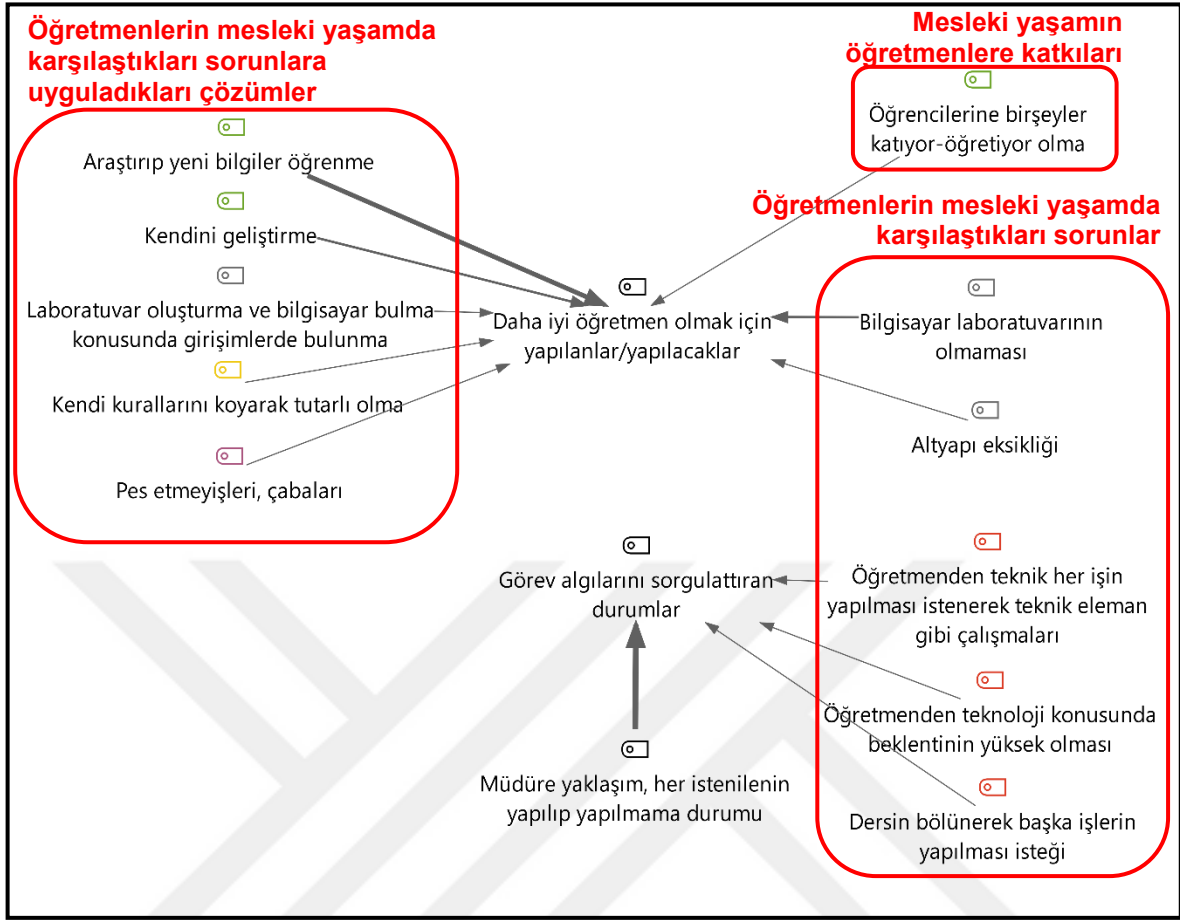 Öğretmenlerin mesleki yaşamda
karşılaştıkları sorunlara
uyguladıkları çözümler
Araştırıp yeni bilgiler öğrenme
Kendini geliştirme
Laboratuvar oluşturma ve bilgisayar bulma
konusunda girişimlerde bulunma
Kendi kurallarını koyarak tutarlı olma
Pes etmeyişleri, çabaları
Mesleki yaşamın
öğretmenlere katkıları
Öğrencilerine birşeyler
katıyor-öğretiyor olma
Öğretmenlerin mesleki yaşamda
karşılaştıkları sorunlar
Daha iyi öğretmen olmak için
yapılanlar/yapılacaklar
Bilgisayar laboratuvarının
olmaması
Altyapı eksikliği
Görev algılarını sorgulattıran
durumlar
Öğretmenden teknik her işin
yapılması istenerek teknik eleman
gibi çalışmaları
Öğretmenden teknoloji konusunda
beklentinin yüksek olması
Müdüre yaklaşım, her istenilenin
yapılıp yapılmama durumu
Dersin bölünerek başka işlerin
yapılması isteği